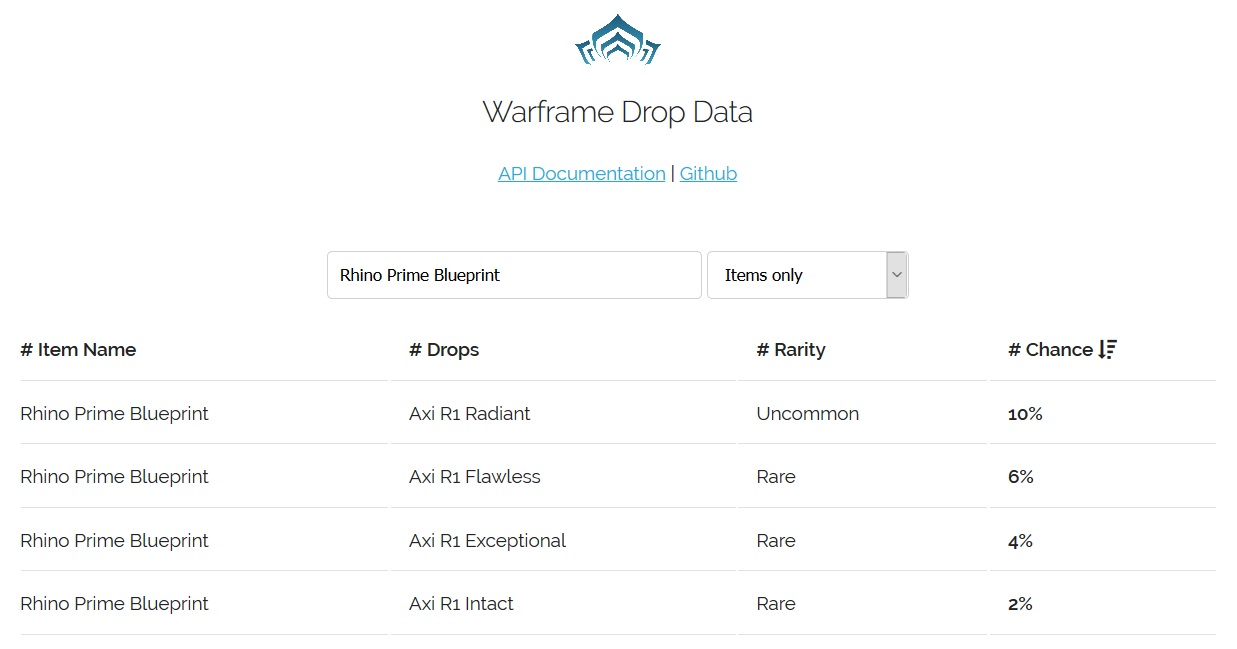 Warframe Drop Data
API Documentation | Github
Rhino Prime Blueprint Items only
# Item Name # Drops # Rarity # Chance
Rhino Prime Blueprint Axi R1 Radiant Uncommon 10%
Rhino Prime Blueprint Axi R1 Flawless Rare 6%
Rhino Prime Blueprint Axi R1 Exceptional Rare 4%
Rhino Prime Blueprint Axi R1 Intact Rare 2%